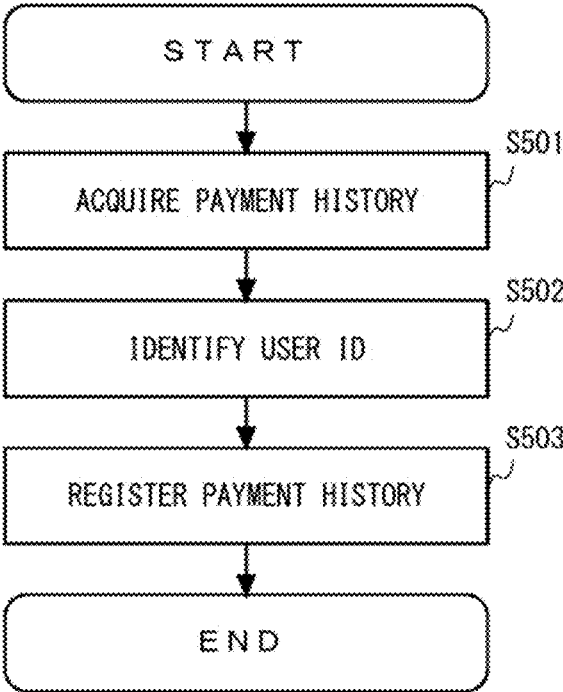 START
S501
ACQUIRE PAYMENT HISTORY
S502
IDENTIFY USER ID
S503
REGISTER PAYMENT HISTORY
END